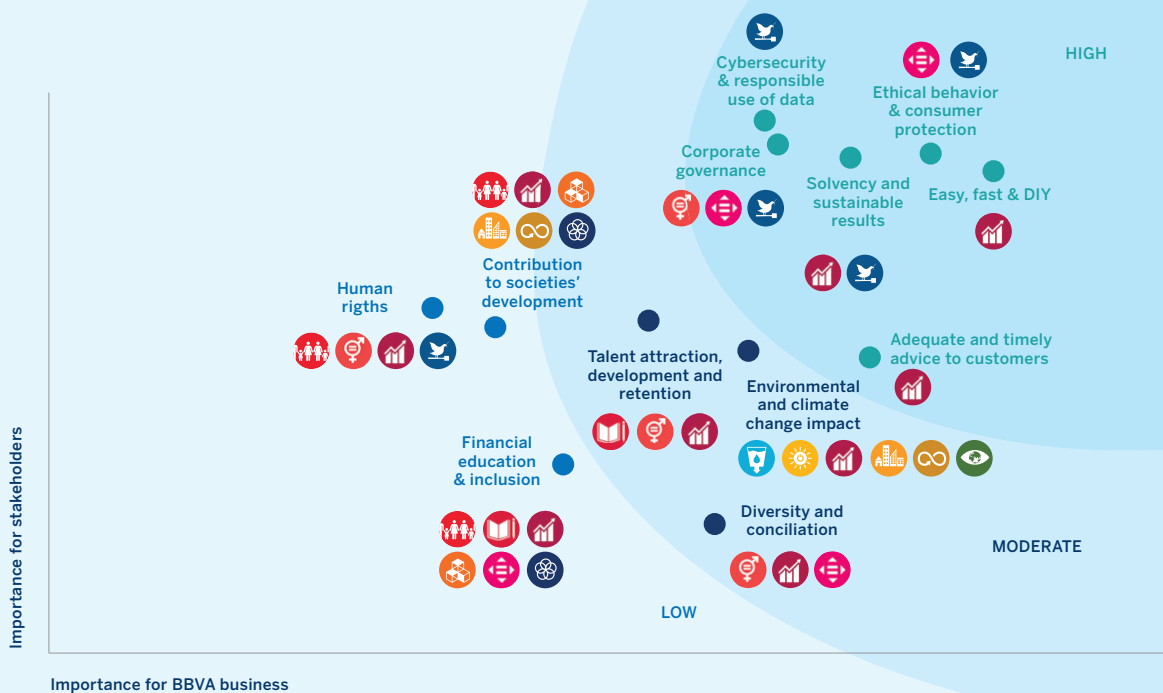 HIGH
Cybersecurity
& responsible
use of data
Ethical behavior
& consumer
protection
Corporate
governance
Solvency and
sustainable
results
Easy, fast & DIY
Contribution
to societies’
development
Human
rigths
Adequate and timely
advice to customers
Talent attraction,
development and
retention
Environmental
and climate
change impact
Financial
education
& inclusion
Diversity and
conciliation
MODERATE
LOW
Importance for stakeholders
Importance for BBVA business